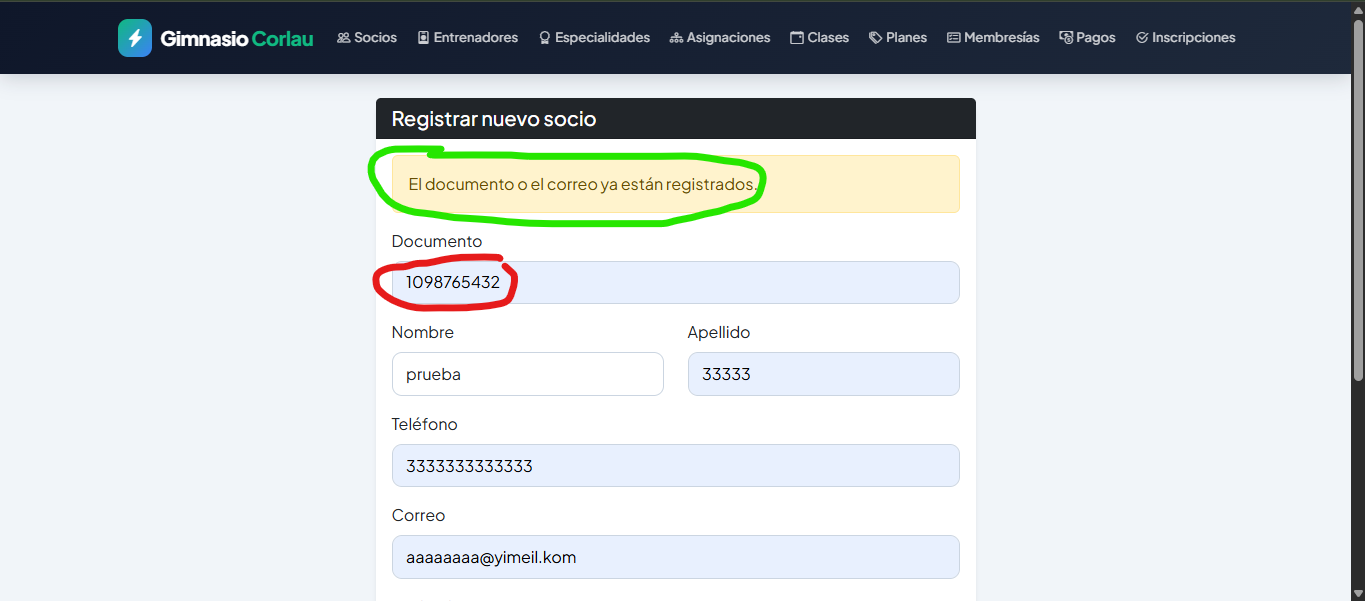 Gimnasio Corlau Socios Entrenadores Especialidades Asignaciones Clases Planes Membresías Pagos Inscripciones
Registrar nuevo socio
El documento o el correo ya están registrados.
Documento
1098765432
Nombre Apellido
prueba 33333
Teléfono
3333333333333
Correo
aaaaaaaa@yimeil.kom